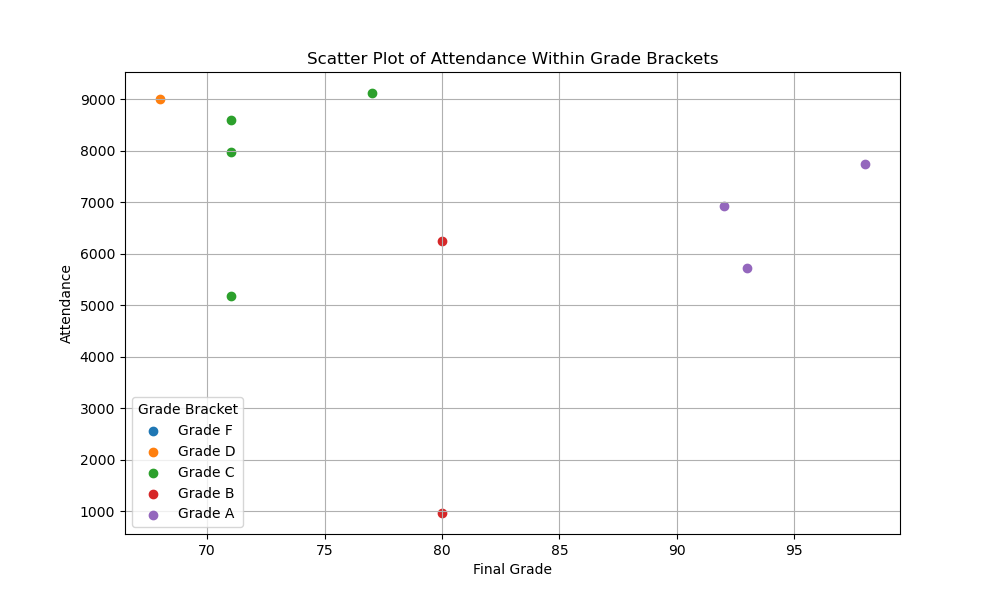 Scatter Plot of Attendance Within Grade Brackets
Attendance
9000
8000
7000
6000
5000
4000
3000
2000
1000
Grade Bracket
Grade F
Grade D
Grade C
Grade B
Grade A
70 75 80 85 90 95
Final Grade